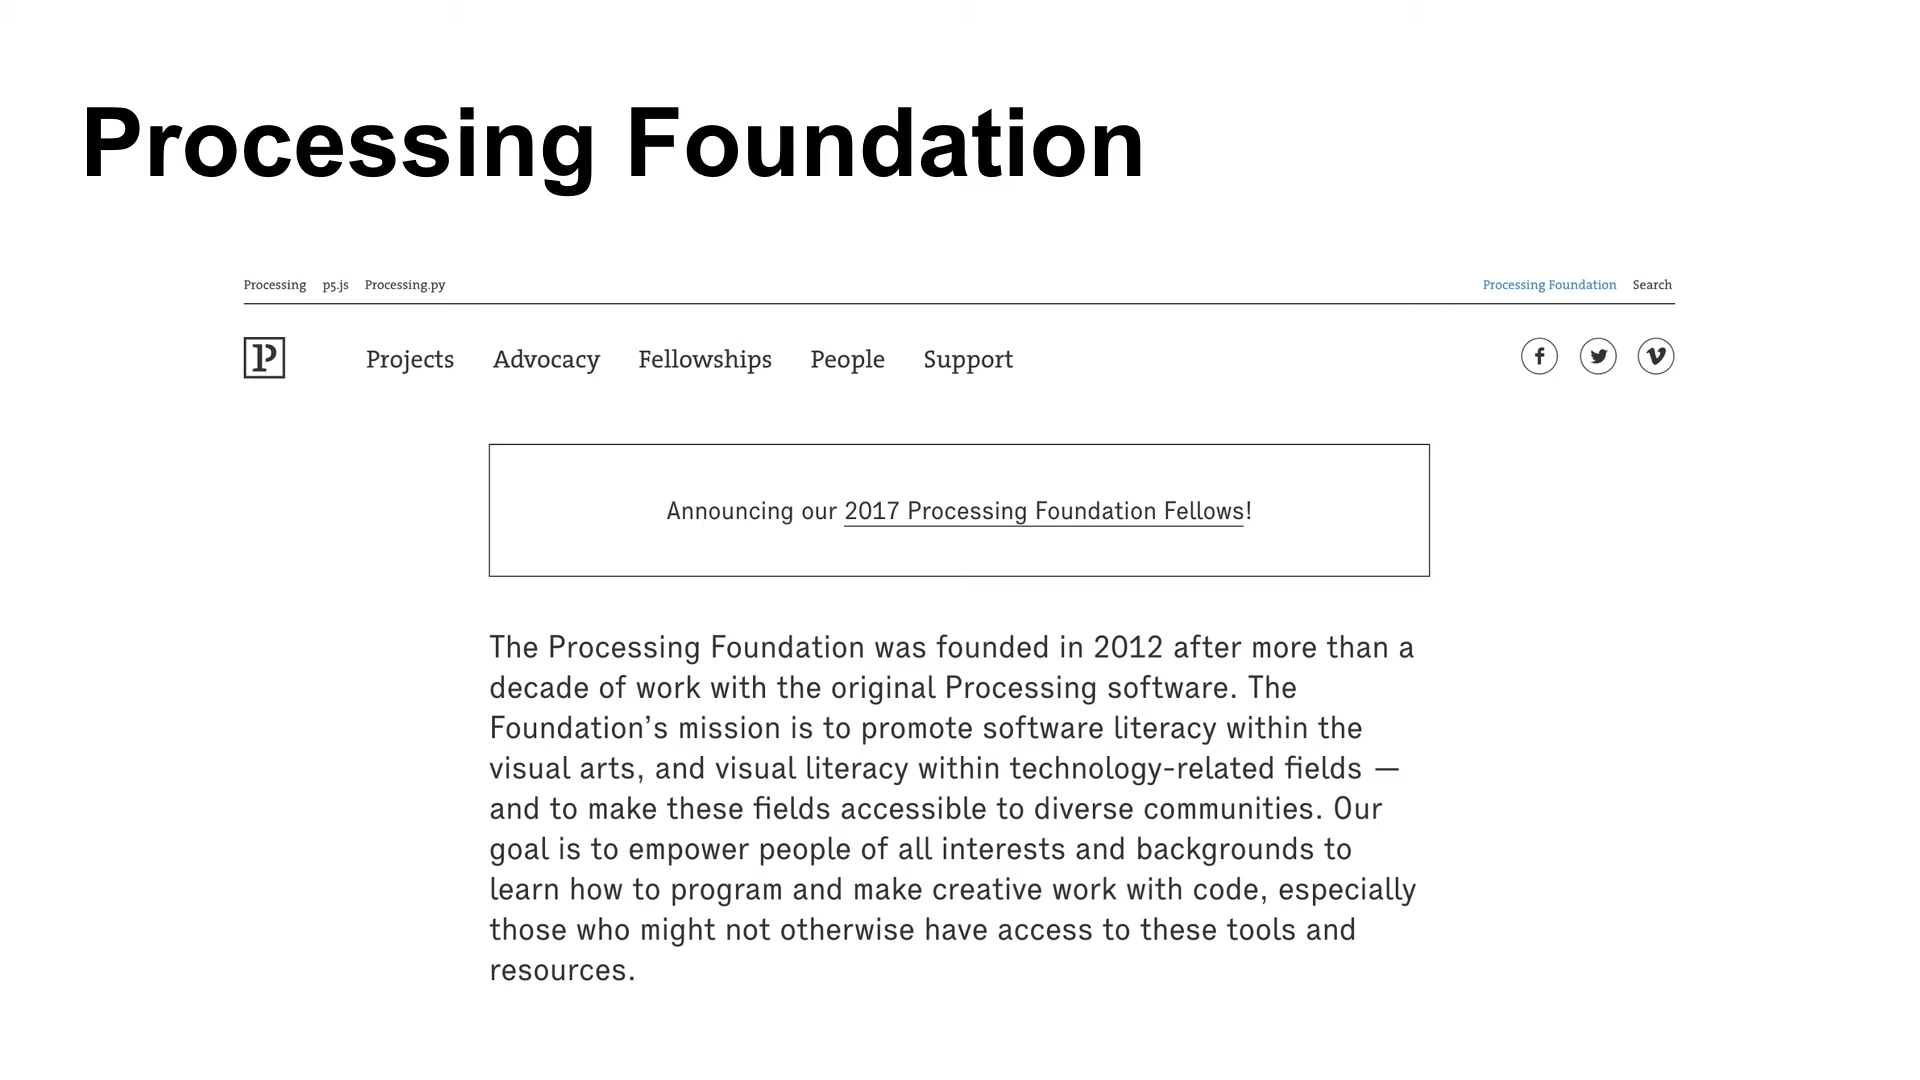 Processing Foundation
Processing p5.js Processing.py Processing Foundation Search
P Projects Advocacy Fellowships People Support
Announcing our 2017 Processing Foundation Fellows!
The Processing Foundation was founded in 2012 after more than a
decade of work with the original Processing software. The
Foundation’s mission is to promote software literacy within the
visual arts, and visual literacy within technology-related fields —
and to make these fields accessible to diverse communities. Our
goal is to empower people of all interests and backgrounds to
learn how to program and make creative work with code, especially
those who might not otherwise have access to these tools and
resources.